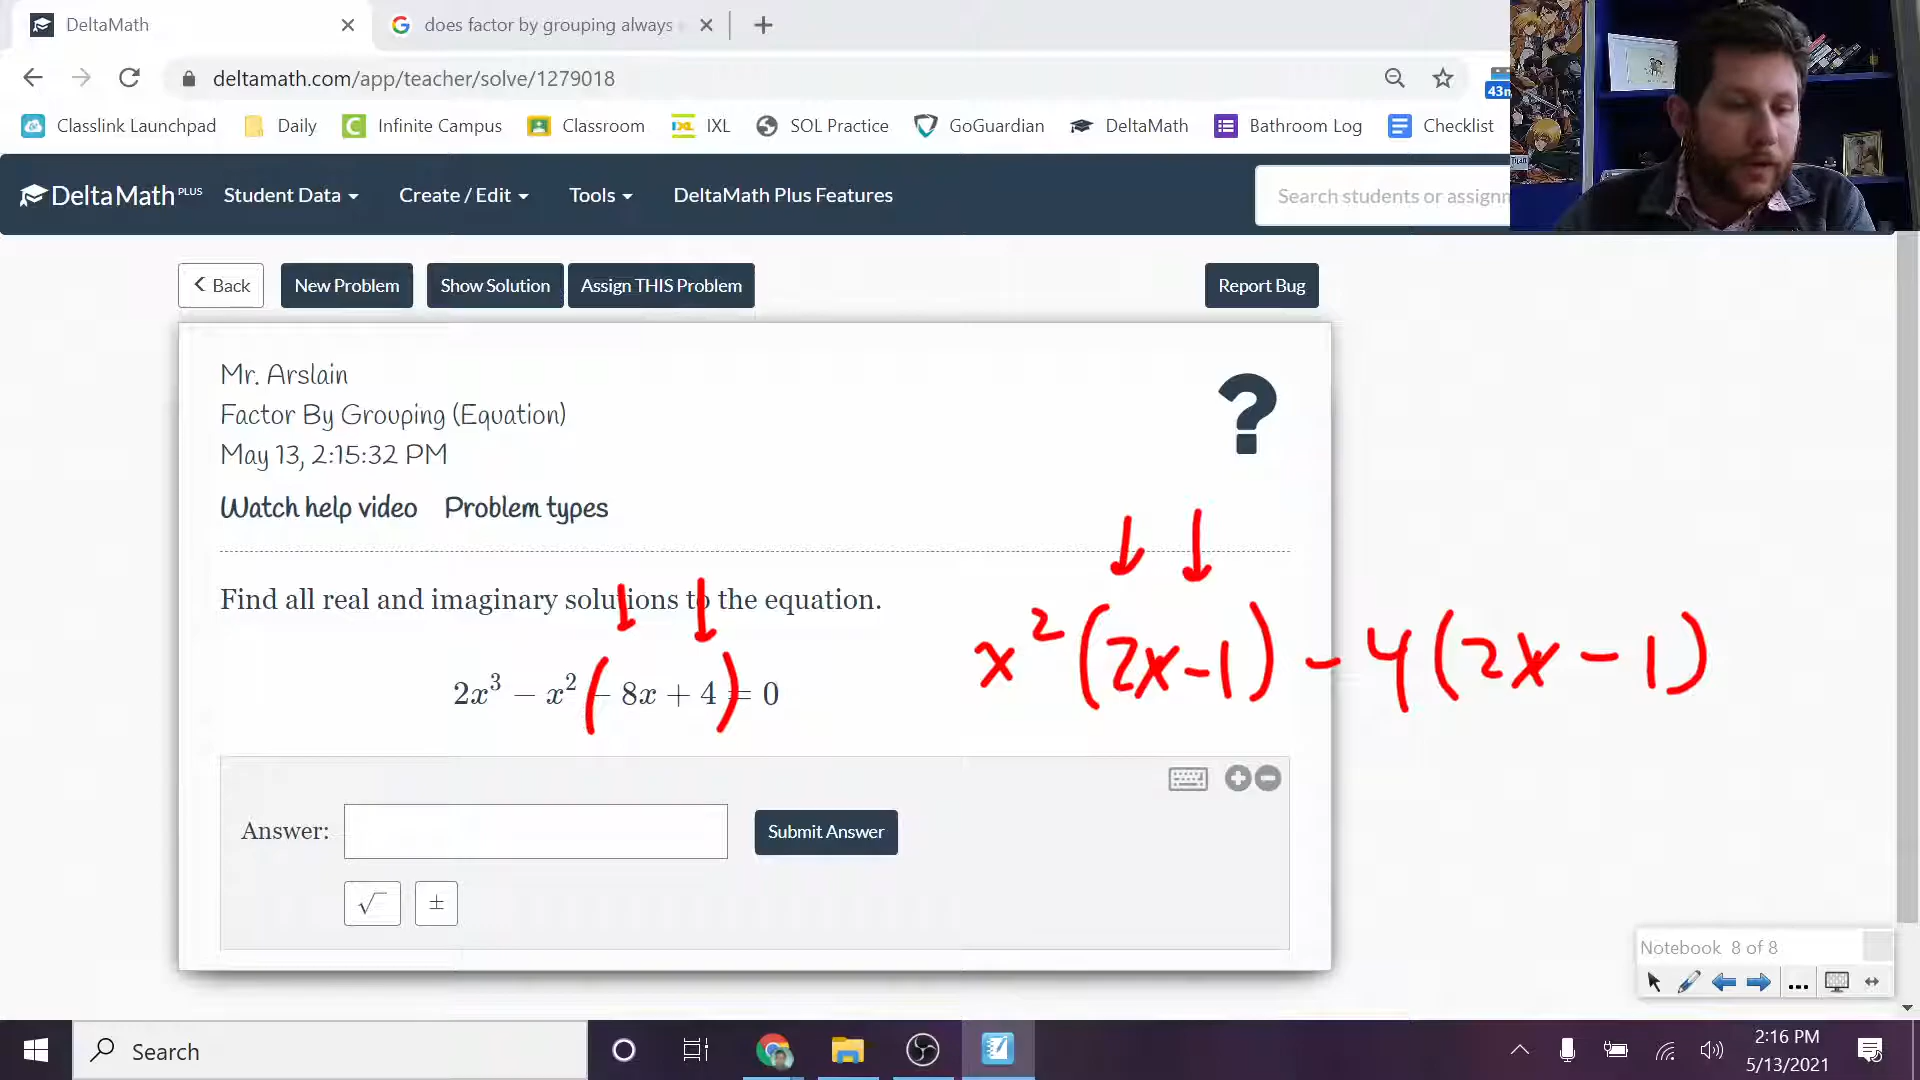 DeltaMath
does factor by grouping always
deltamath.com/app/teacher/solve/1279018
43m
Classlink Launchpad Daily Infinite Campus Classroom IXL SOL Practice GoGuardian DeltaMath Bathroom Log Checklist
DeltaMath PLUS Student Data Create / Edit Tools DeltaMath Plus Features Search students or assignm
Back New Problem Show Solution Assign THIS Problem Report Bug
Mr. Arslain
Factor By Grouping (Equation)
May 13, 2:15:32 PM
?
Watch help video Problem types
Find all real and imaginary solutions to the equation.
2x³ − x² (− 8x + 4) = 0
x²(2x-1) - 4(2x-1)
Answer: Submit Answer
√ ±
Notebook 8 of 8
...
Search
2:16 PM
5/13/2021